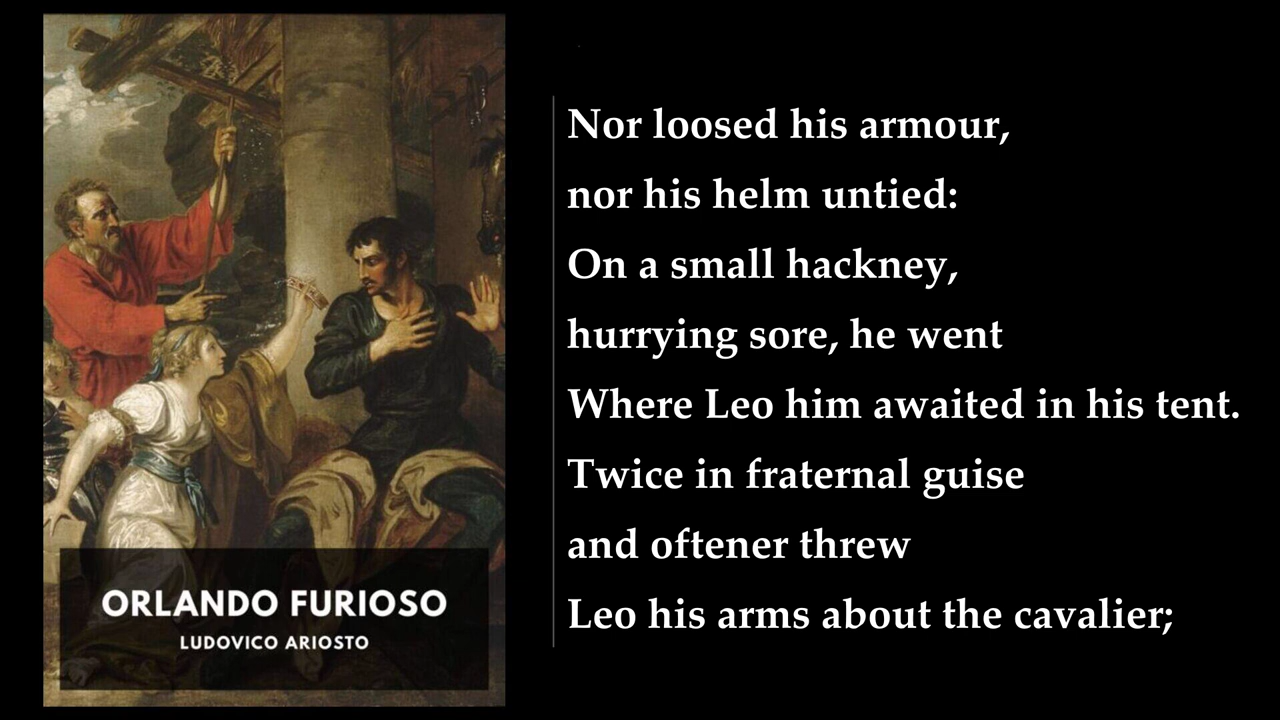 ORLANDO FURIOSO
LUDOVICO ARIOSTO
Nor loosed his armour,
nor his helm untied:
On a small hackney,
hurrying sore, he went
Where Leo him awaited in his tent.
Twice in fraternal guise
and oftener threw
Leo his arms about the cavalier;